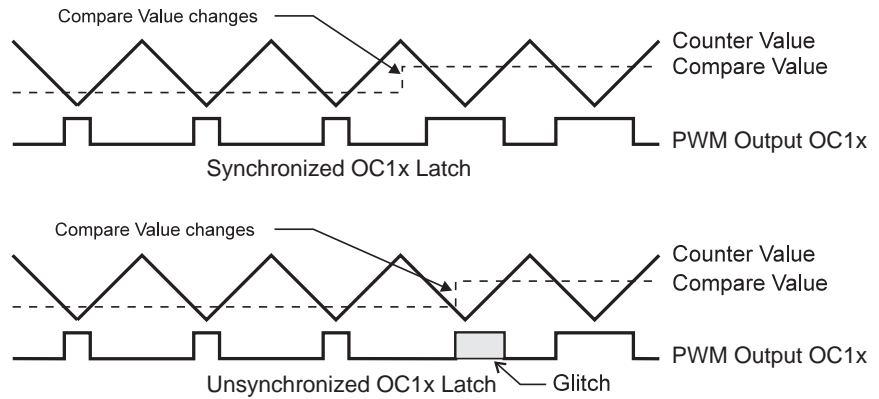 Compare Value changes
Counter Value
Compare Value
PWM Output OC1x
Synchronized OC1x Latch
Compare Value changes
Counter Value
Compare Value
PWM Output OC1x
Unsynchronized OC1x Latch
Glitch